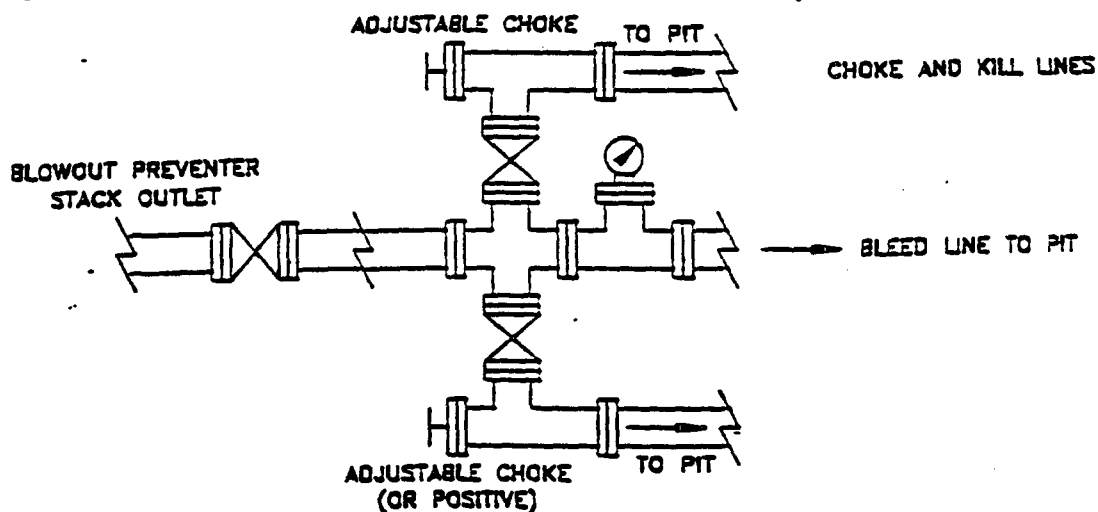 ADJUSTABLE CHOKE
TO PIT
CHOKE AND KILL LINES
BLOWOUT PREVENTER
STACK OUTLET
BLEED LINE TO PIT
ADJUSTABLE CHOKE
(OR POSITIVE)
TO PIT